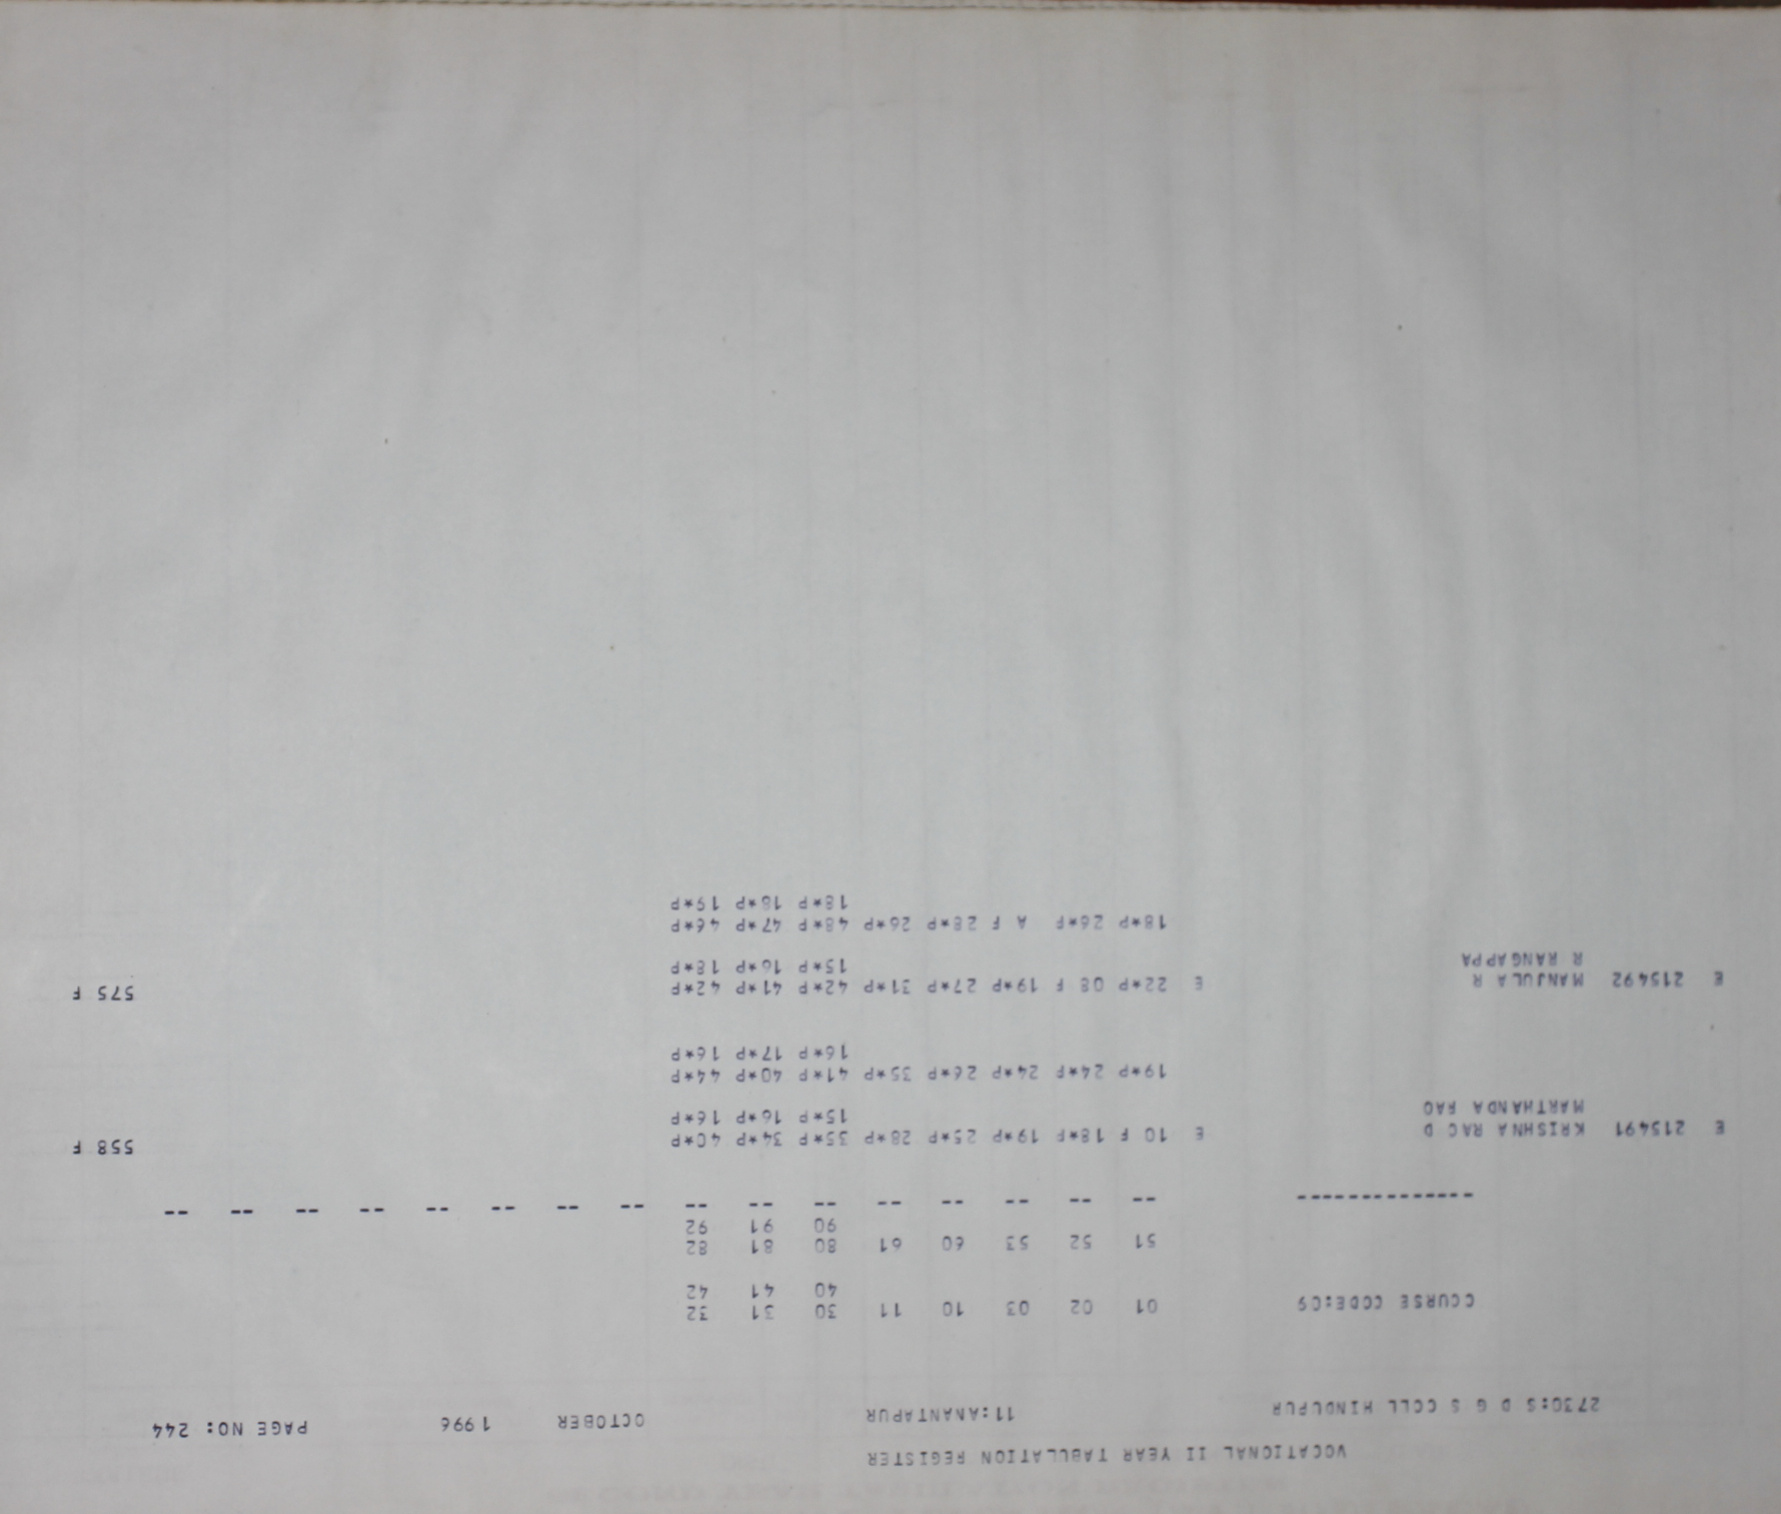 VOCATIONAL II YEAR TABULATION REGISTER
2730:S D G S COLL HINDUPUR 11:ANANTAPUR OCTOBER 1996 PAGE NO: 244
COURSE CODE:09 01 02 03 10 11 30 31 32
40 41 42
51 52 53 60 61 80 81 82
90 91 92
-------------- -- -- -- -- -- -- -- -- -- -- -- -- -- -- -- --
E 215491 KRISHNA RAO D E 10 F 18*P 19*P 25*P 28*P 35*P 34*P 40*P 558 F
MARTHANDA RAO 15*P 16*P 16*P
19*P 24*P 24*P 26*P 35*P 41*P 40*P 44*P
16*P 17*P 16*P
E 215492 MANJULA R E 22*P 08 F 19*P 27*P 31*P 42*P 41*P 42*P 575 F
R RANGAPPA 15*P 16*P 18*P
18*P 26*P A F 28*P 26*P 48*P 47*P 46*P
18*P 18*P 19*P